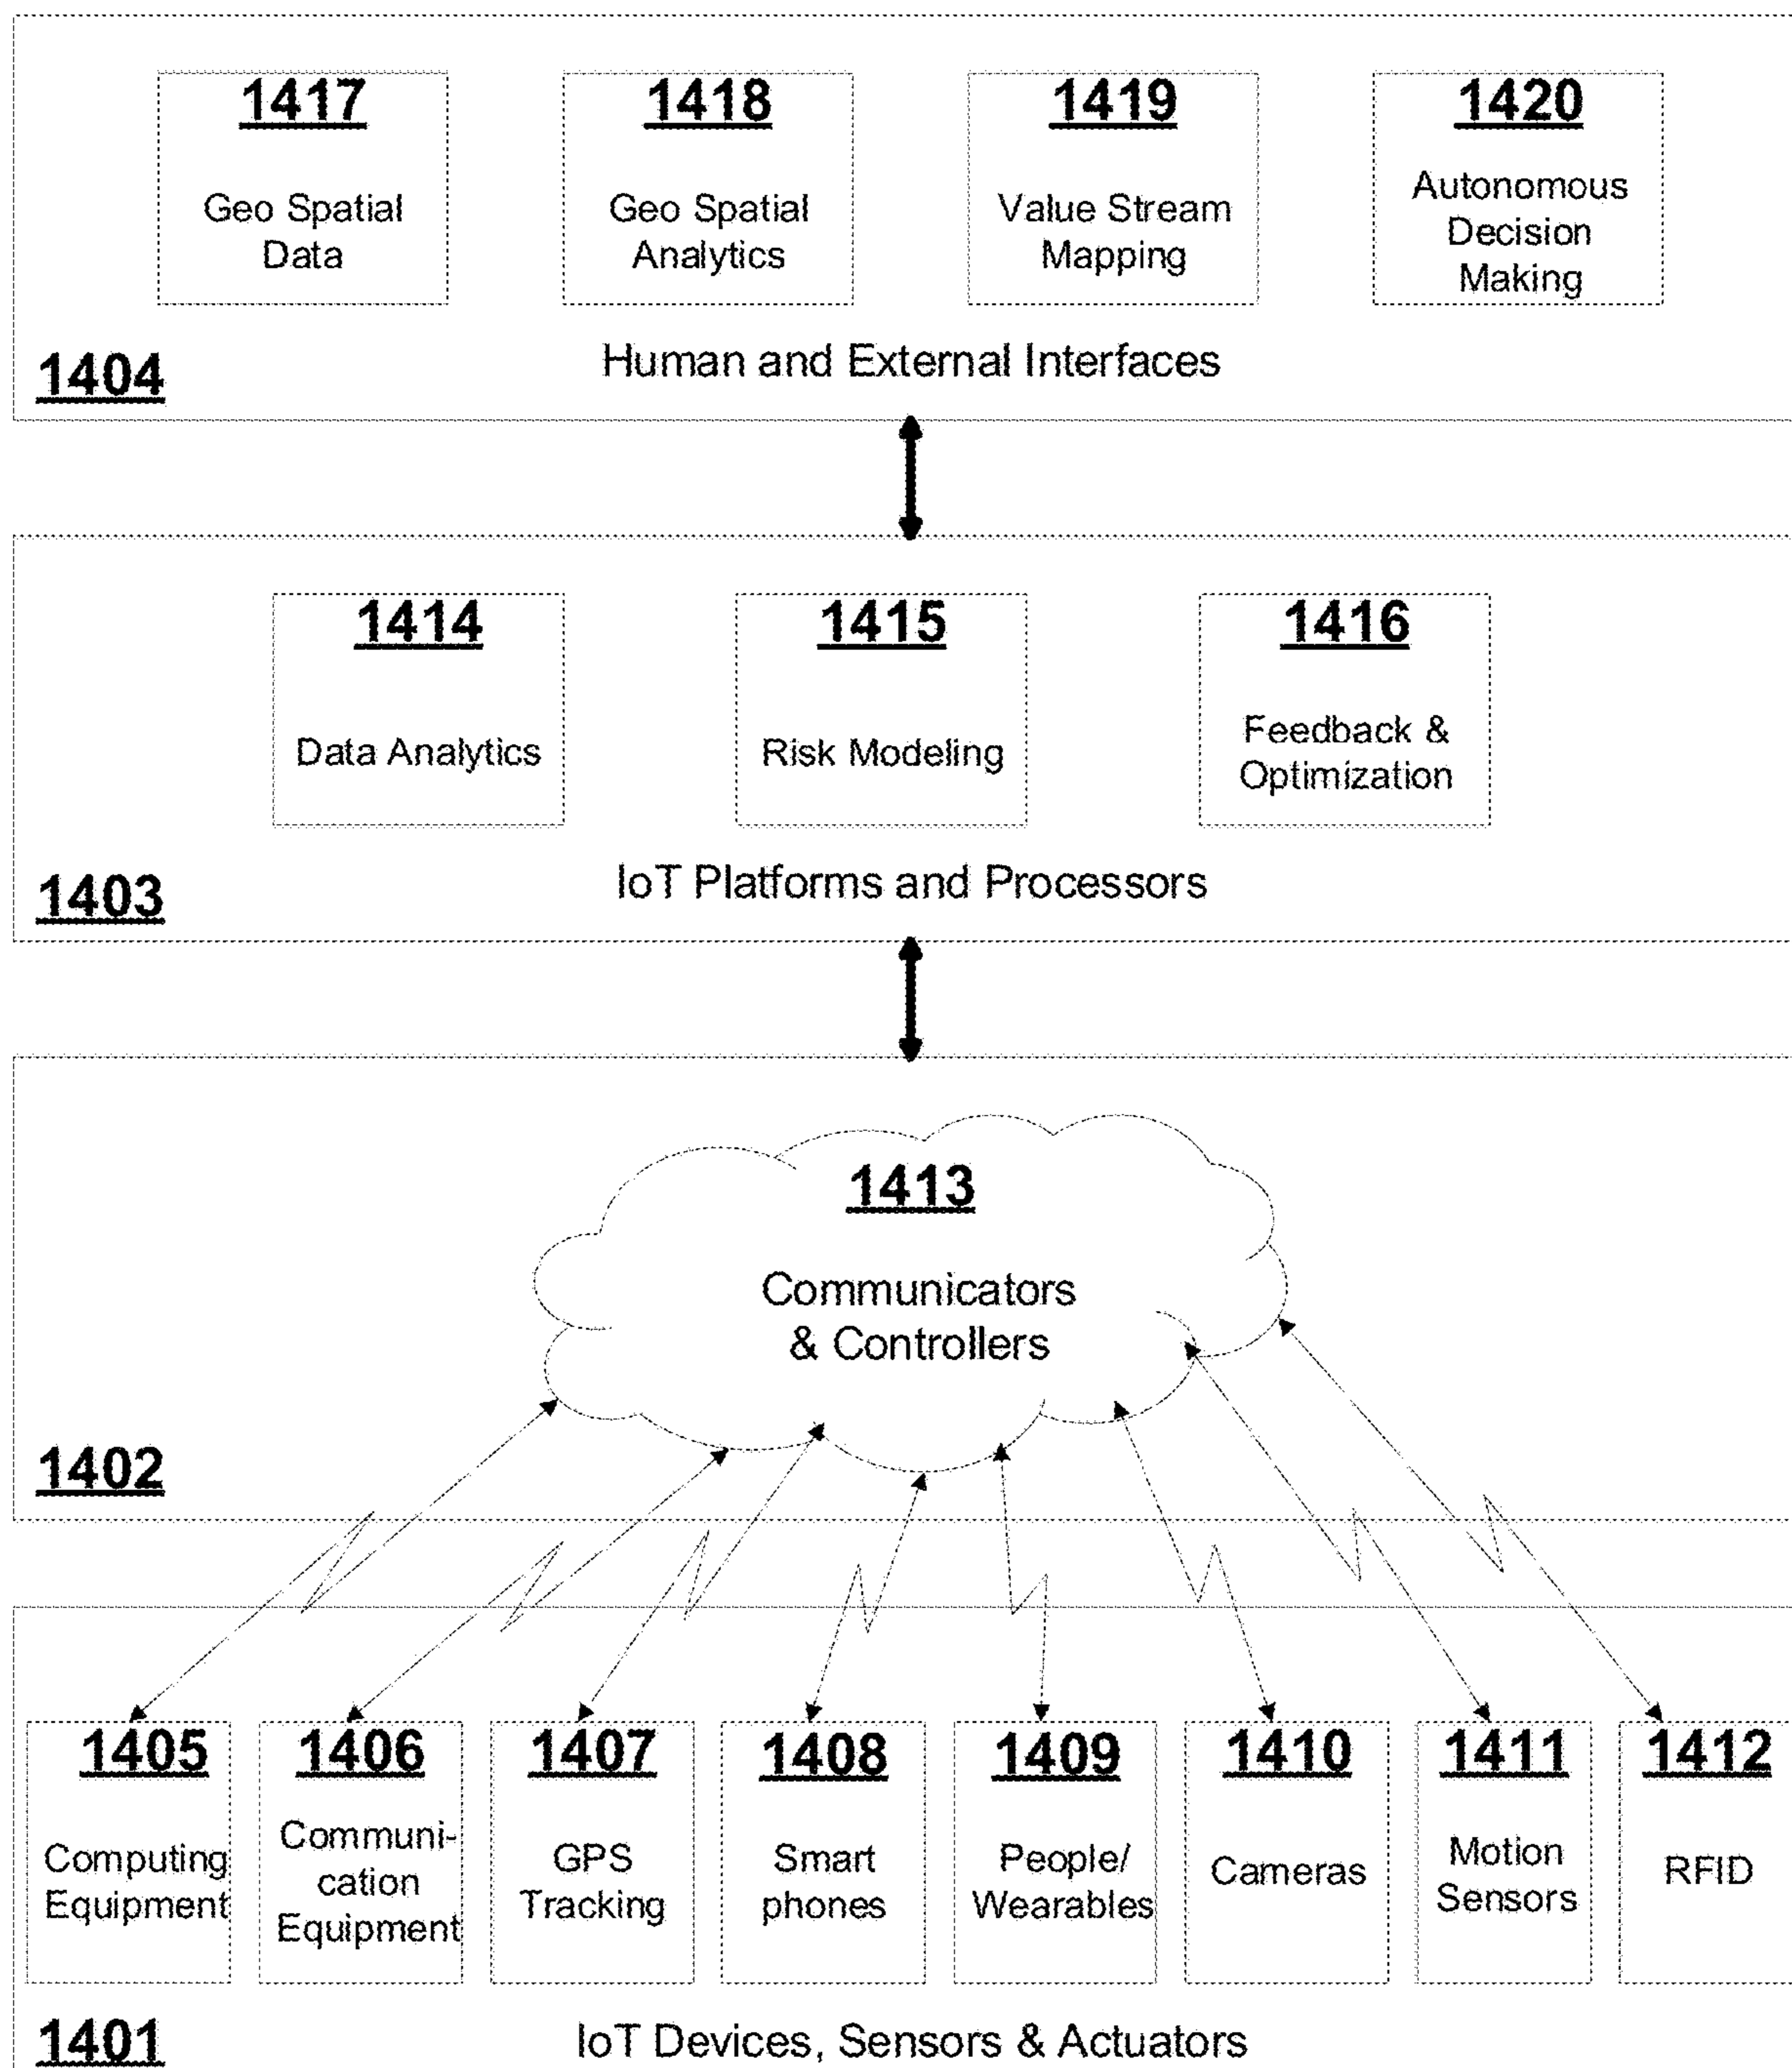 1417
Geo Spatial
Data
1418
Geo Spatial
Analytics
1419
Value Stream
Mapping
1420
Autonomous
Decision
Making
1404
Human and External Interfaces
1414
Data Analytics
1415
Risk Modeling
1416
Feedback &
Optimization
1403
IoT Platforms and Processors
1413
Communicators
& Controllers
1402
1405
Computing
Equipment
1406
Communi-
cation
Equipment
1407
GPS
Tracking
1408
Smart
phones
1409
People/
Wearables
1410
Cameras
1411
Motion
Sensors
1412
RFID
1401
IoT Devices, Sensors & Actuators